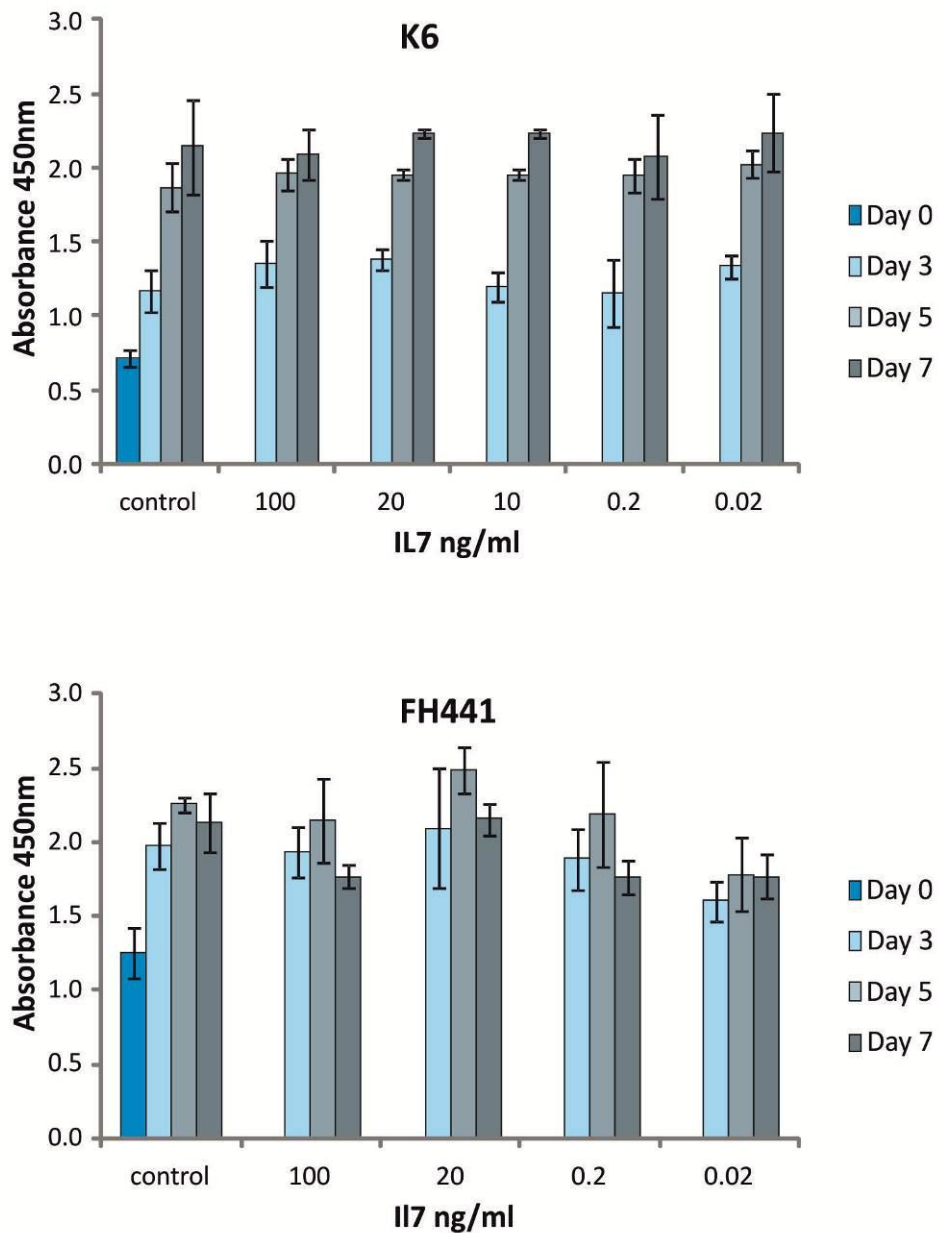 K6
3.0
2.5
2.0
1.5
1.0
0.5
0.0
Absorbance 450nm
control 100 20 10 0.2 0.02
IL7 ng/ml
Day 0
Day 3
Day 5
Day 7
FH441
3.0
2.5
2.0
1.5
1.0
0.5
0.0
Absorbance 450nm
control 100 20 0.2 0.02
Il7 ng/ml
Day 0
Day 3
Day 5
Day 7